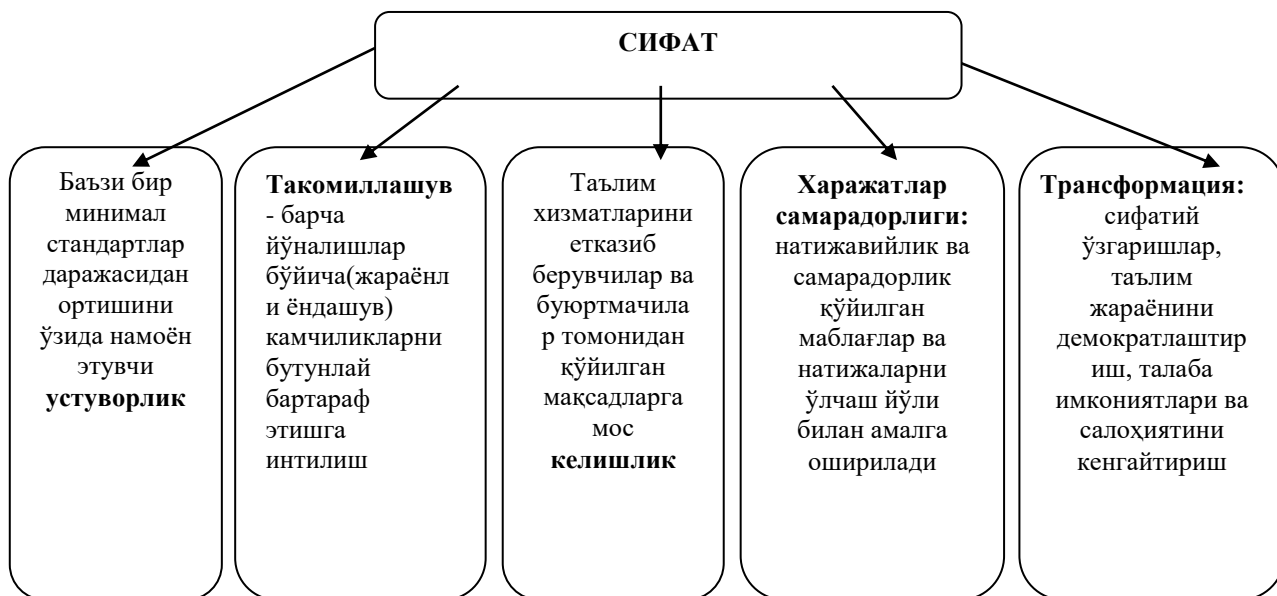 СИФАТ
Баъзи бир
минимал
стандартлар
даражасидан
ортишини
ўзида намоён
этувчи
устуворлик
Такомиллашув
- барча
йўналишлар
бўйича(жараёнл
и ёндашув)
камчиликларни
бутунлай
бартараф
этишга
интилиш
Таълим
хизматларини
етказиб
берувчилар ва
буюртмачила
р томонидан
қўйилган
мақсадларга
мос
келишлик
Харажатлар
самарадорлиги:
натижавийлик ва
самарадорлик
қўйилган
маблағлар ва
натижаларни
ўлчаш йўли
билан амалга
оширилади
Трансформация:
сифатий
ўзгаришлар,
таълим
жараёнини
демократлаштир
иш, талаба
имкониятлари ва
салоҳиятини
кенгайтириш